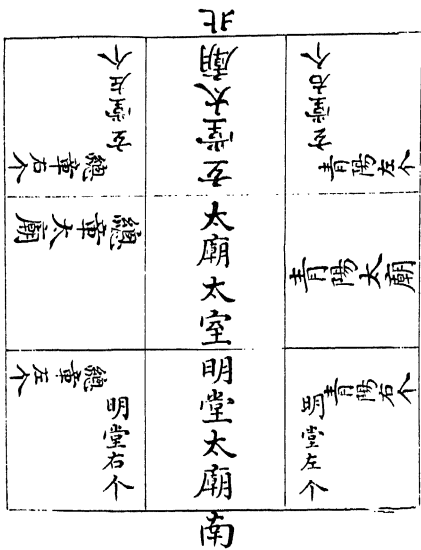 北
玄堂右个
青陽左个
玄堂太廟
玄堂左个
總章右个
青陽太廟
太廟太室
總章大廟
青陽右个
明堂左个
明堂太廟
總章左个
明堂右个
南